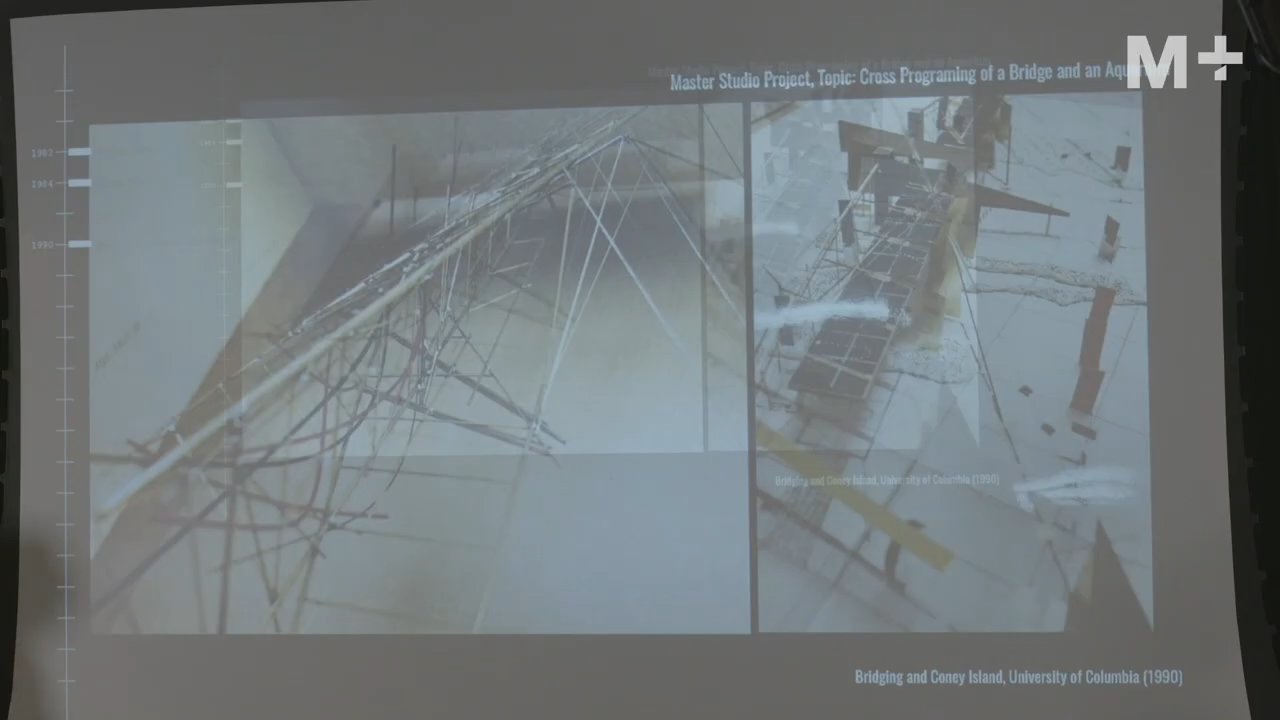 M+
Master Studio Project, Topic: Cross Programing of a Bridge and an
1982
1984
1990
Bridging and Coney Island, University of Columbia (1990)
Bridging and Coney Island, University of Columbia (1990)